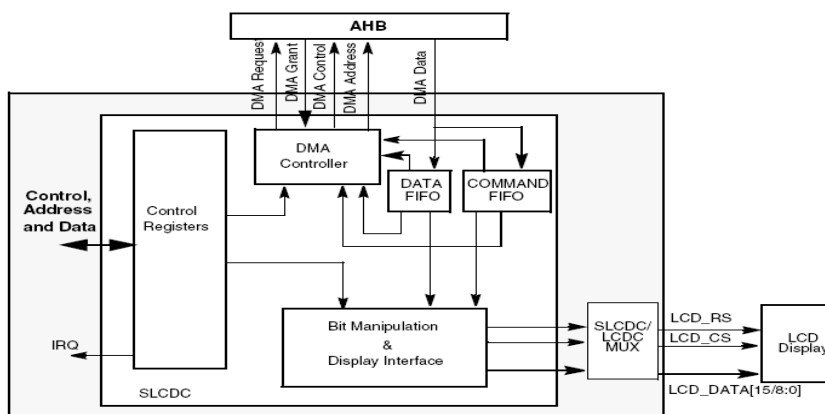 AHB
DMA Request
DMA Grant
DMA Control
DMA Address
DMA Data
DMA
Controller
DATA
FIFO
COMMAND
FIFO
Control,
Address
and Data
Control
Registers
Bit Manipulation
&
Display Interface
SLCDC/
LCDC
MUX
LCD_RS
LCD_CS
LCD_DATA[15/8:0]
LCD
Display
IRQ
SLCDC